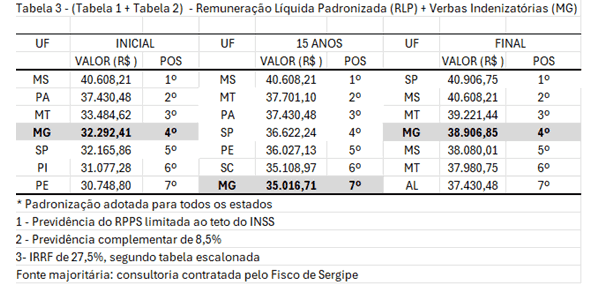 Tabela 3 - (Tabela 1 + Tabela 2)  - Remuneração Líquida Padronizada (RLP) + Verbas Indenizatórias (MG)
UF INICIAL UF 15 ANOS UF FINAL
VALOR (R$ ) POS VALOR (R$ ) POS VALOR (R$ ) POS
MS 40.608,21 1º MS 40.608,21 1º SP 40.906,75 1º
PA 37.430,48 2º MT 37.701,10 2º MS 40.608,21 2º
MT 33.484,62 3º PA 37.430,48 3º MT 39.221,44 3º
MG 32.292,41 4º SP 36.622,24 4º MG 38.906,85 4º
SP 32.165,86 5º PE 36.027,13 5º MS 38.080,01 5º
PI 31.077,28 6º SC 35.108,97 6º MT 37.980,75 6º
PE 30.748,80 7º MG 35.016,71 7º AL 37.430,48 7º
* Padronização adotada para todos os estados
1 - Previdência do RPPS limitada ao teto do INSS
2 - Previdência complementar de 8,5%
3- IRRF de 27,5%, segundo tabela escalonada
Fonte majoritária: consultoria contratada pelo Fisco de Sergipe